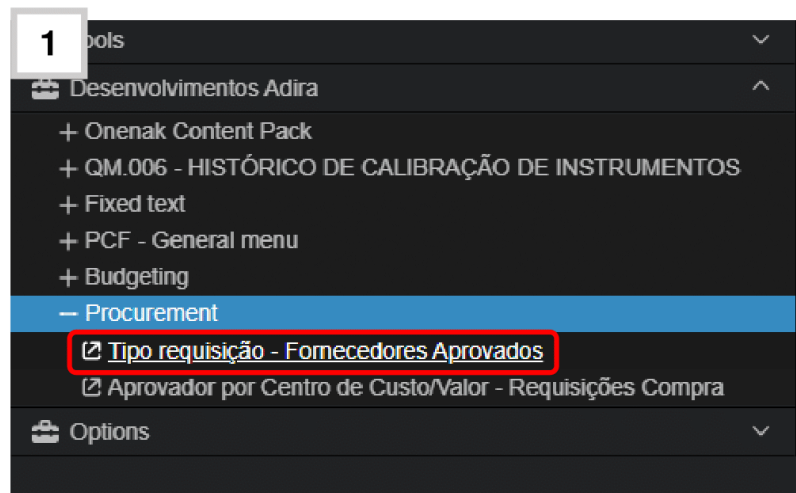 1
ools
Desenvolvimentos Adira
Onenak Content Pack
QM.006 - HISTÓRICO DE CALIBRAÇÃO DE INSTRUMENTOS
Fixed text
PCF - General menu
Budgeting
Procurement
Tipo requisição - Fornecedores Aprovados
Aprovador por Centro de Custo/Valor - Requisições Compra
Options